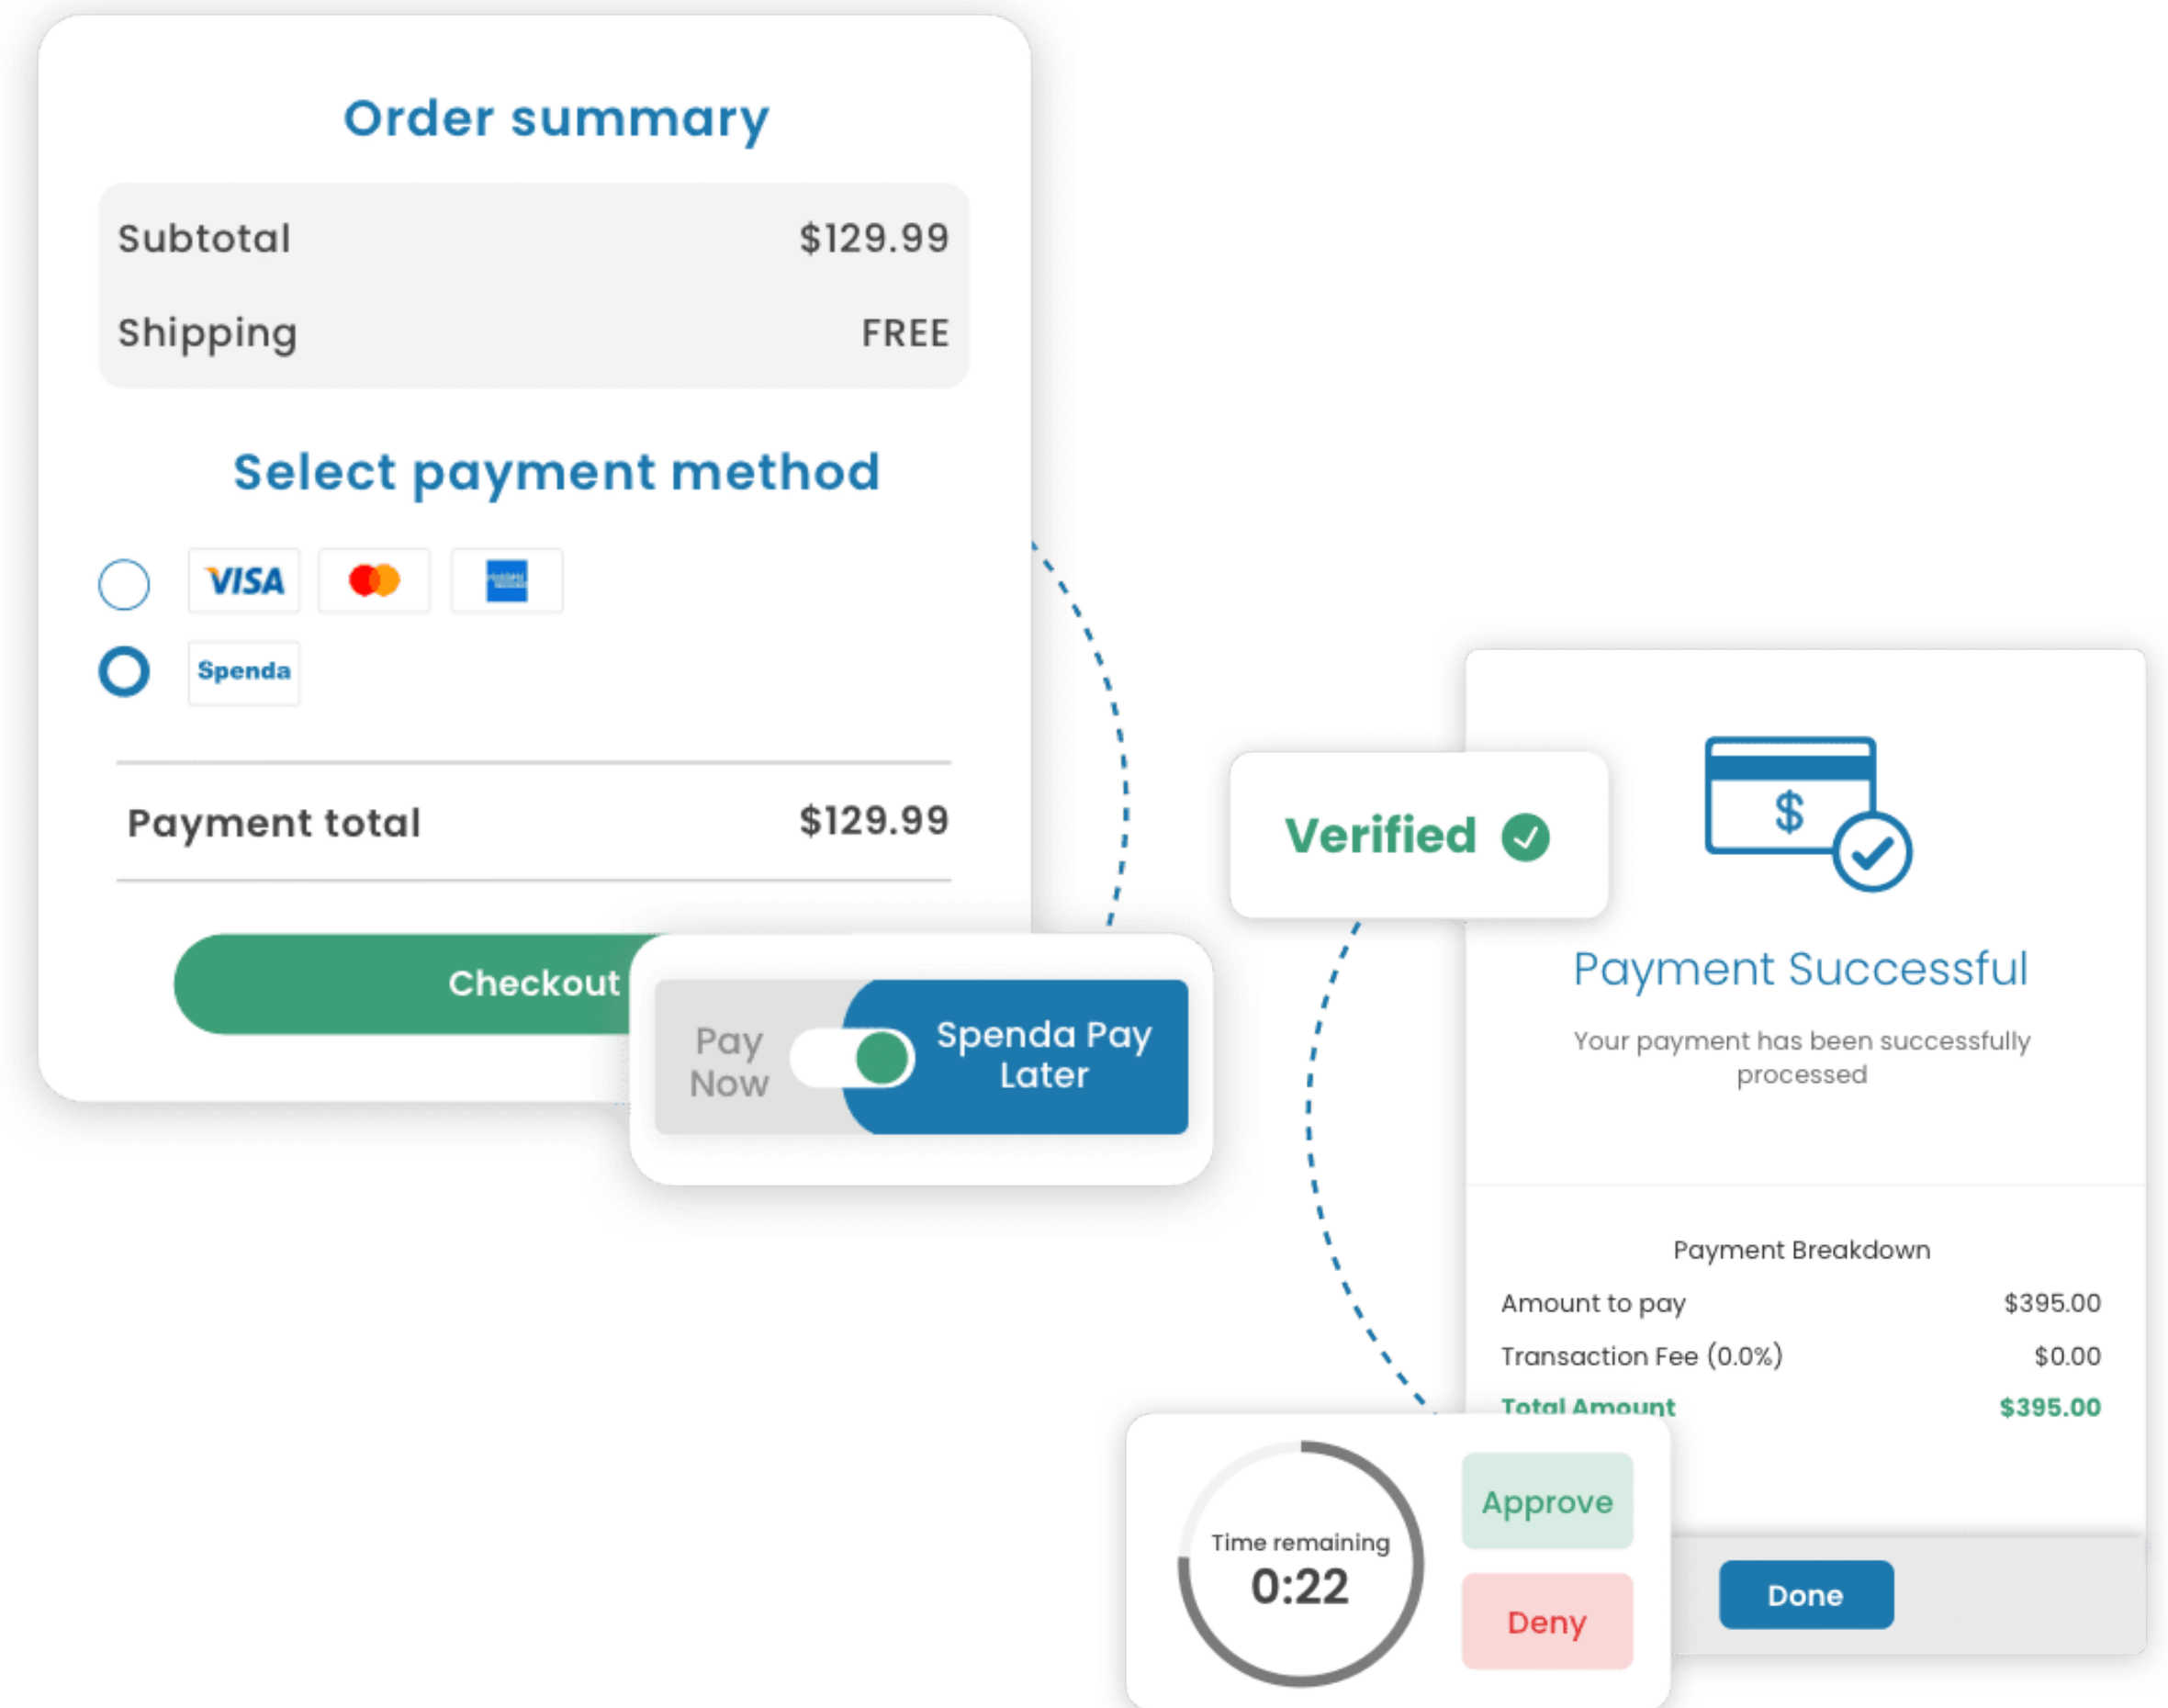 Order summary
Subtotal $129.99
Shipping FREE
Select payment method
VISA
Spenda
Payment total $129.99
Checkout
Pay
Now
Spenda Pay
Later
Verified
$
Payment Successful
Your payment has been successfully
processed
Payment Breakdown
Amount to pay $395.00
Transaction Fee (0.0%) $0.00
Total Amount $395.00
Time remaining
0:22
Approve
Deny
Done